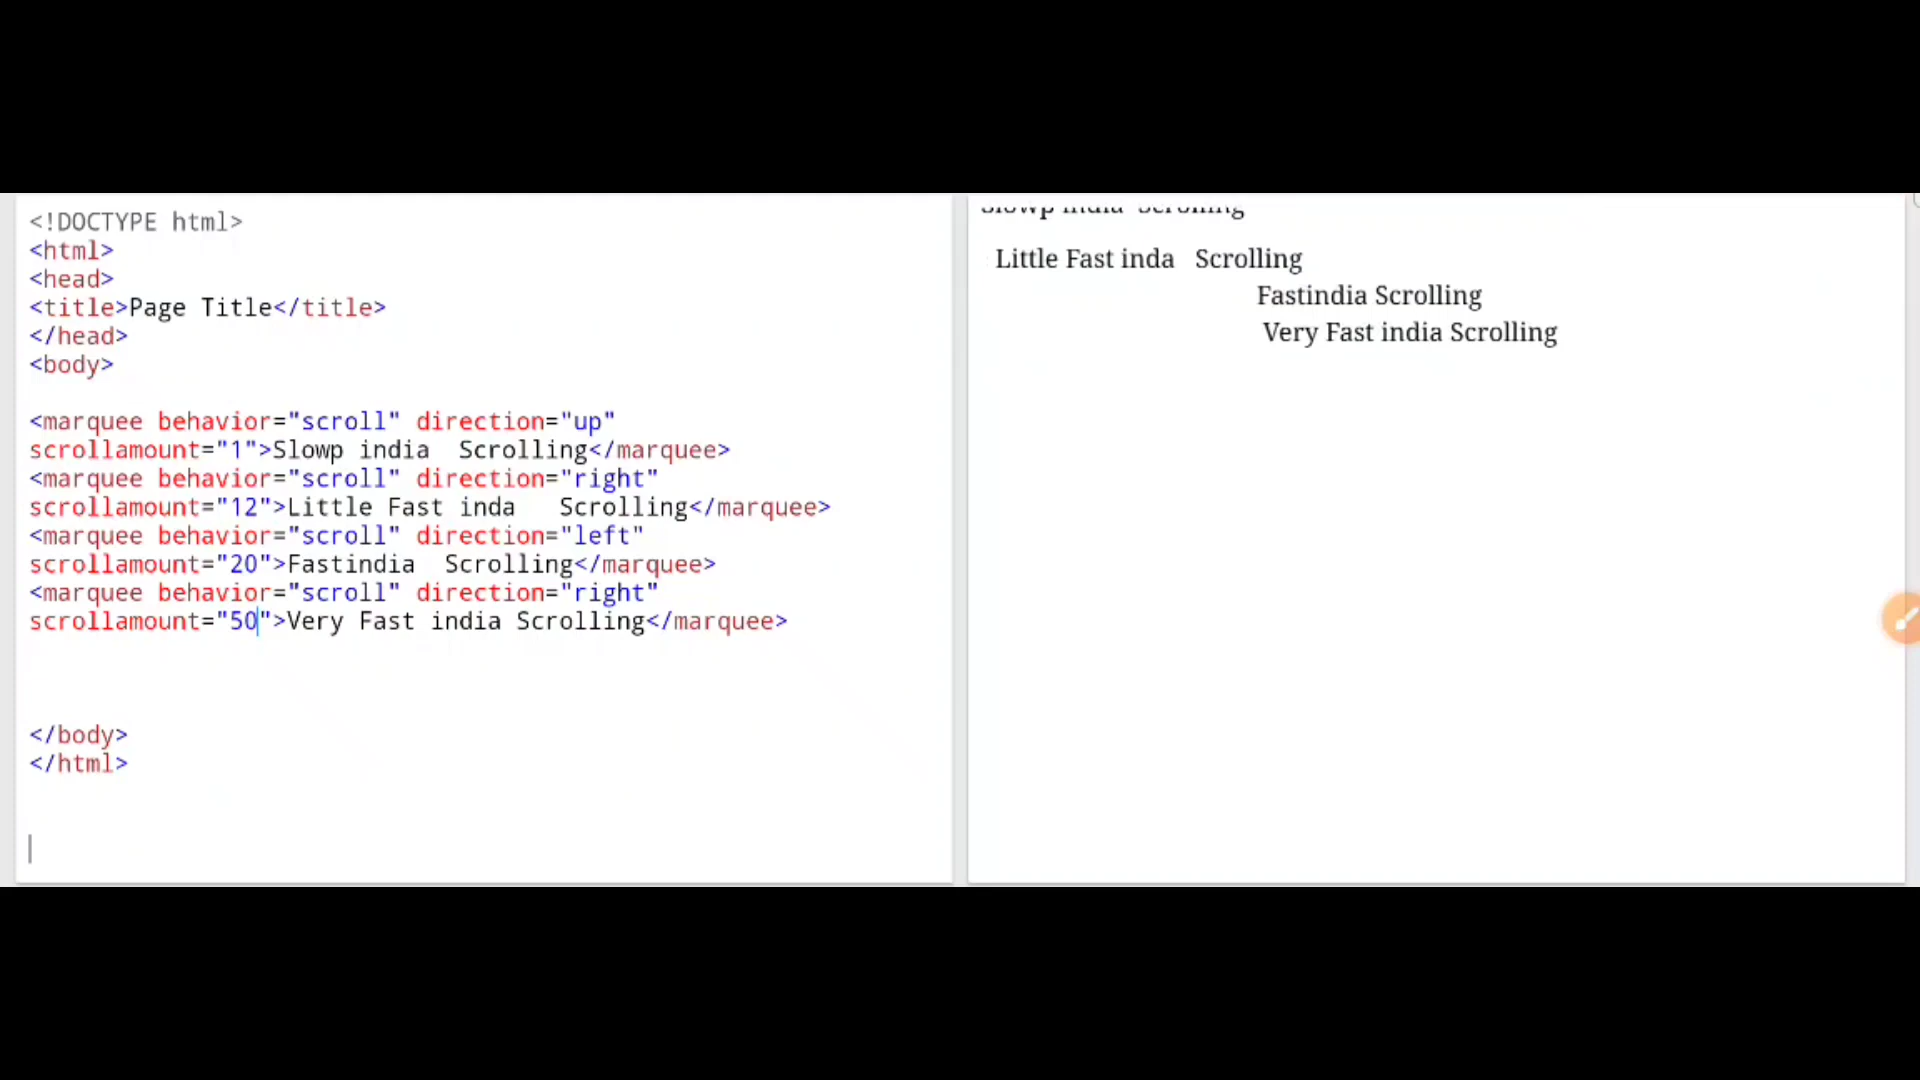 <!DOCTYPE html>
<html>
<head>
<title>Page Title</title>
</head>
<body>
<marquee behavior="scroll" direction="up"
scrollamount="1">Slowp india  Scrolling</marquee>
<marquee behavior="scroll" direction="right"
scrollamount="12">Little Fast inda   Scrolling</marquee>
<marquee behavior="scroll" direction="left"
scrollamount="20">Fastindia  Scrolling</marquee>
<marquee behavior="scroll" direction="right"
scrollamount="50">Very Fast india Scrolling</marquee>
</body>
</html>
Slowp india  Scrolling
Little Fast inda   Scrolling
Fastindia Scrolling
Very Fast india Scrolling